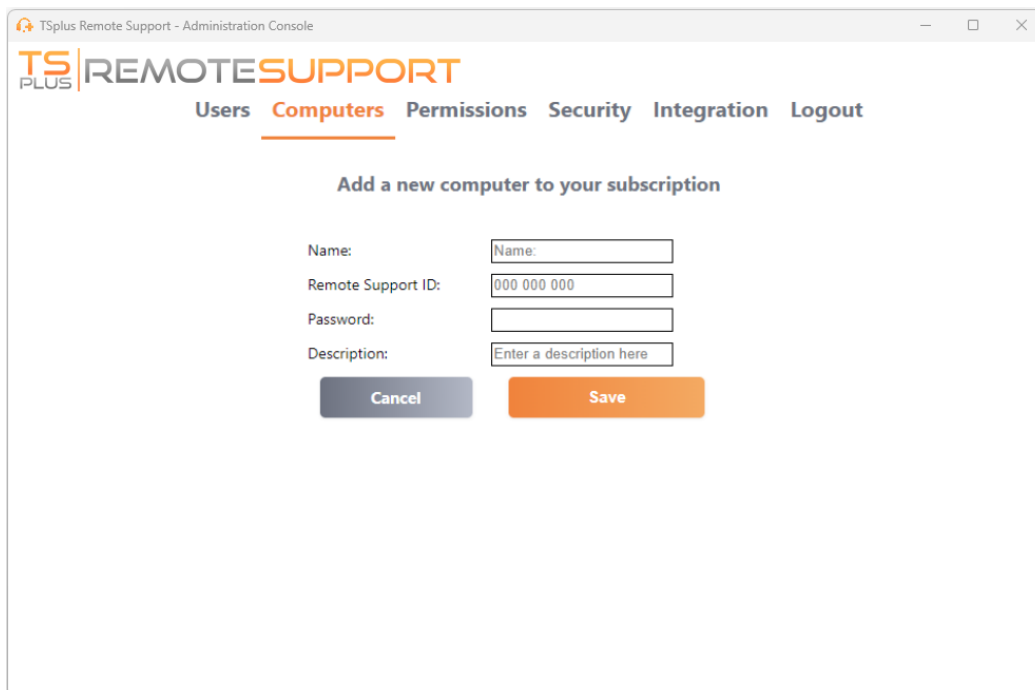 TSplus Remote Support - Administration Console
TS PLUS REMOTESUPPORT
Users Computers Permissions Security Integration Logout
Add a new computer to your subscription
Name: Name:
Remote Support ID: 000 000 000
Password:
Description: Enter a description here
Cancel Save